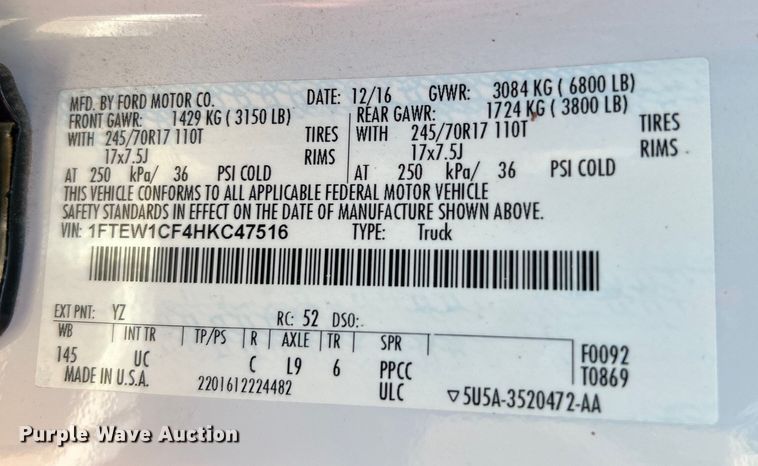 MFD. BY FORD MOTOR CO. DATE: 12/16 GVWR: 3084 KG ( 6800 LB)
FRONT GAWR: 1429 KG ( 3150 LB) REAR GAWR: 1724 KG ( 3800 LB)
WITH 245/70R17 110T TIRES WITH 245/70R17 110T TIRES
17x7.5J RIMS 17x7.5J RIMS
AT 250 kPa/ 36 PSI COLD AT 250 kPa/ 36 PSI COLD
THIS VEHICLE CONFORMS TO ALL APPLICABLE FEDERAL MOTOR VEHICLE
SAFETY STANDARDS IN EFFECT ON THE DATE OF MANUFACTURE SHOWN ABOVE.
VIN: 1FTEW1CF4HKC47516 TYPE: Truck
EXT PNT: YZ RC: 52 DSO:
WB INT TR TP/PS R AXLE TR SPR
145 UC C L9 6 PPCC F0092
MADE IN U.S.A. 2201612224482 ULC T0869
▽5U5A-3520472-AA
Purple Wave Auction